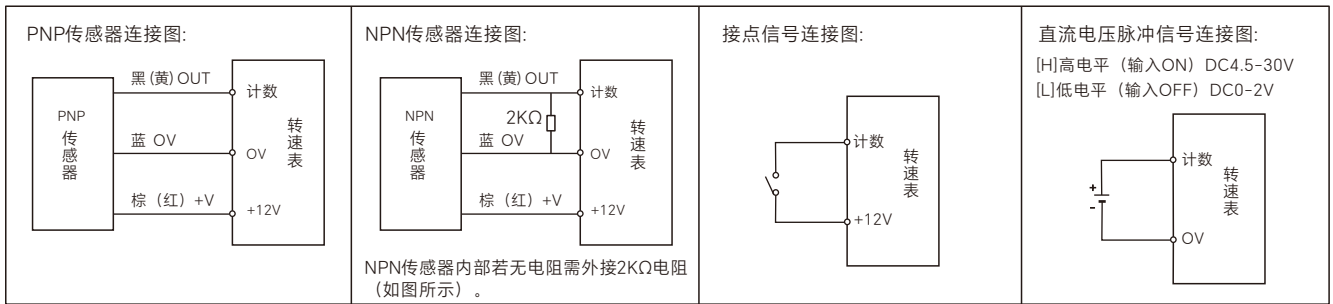 PNP传感器连接图:
黑(黄)OUT
计数
PNP
传感器
蓝 OV
OV
转速表
棕（红）+V
+12V
NPN传感器连接图:
黑(黄)OUT
计数
2KΩ
NPN
传感器
蓝 OV
OV
转速表
棕（红）+V
+12V
NPN传感器内部若无电阻需外接2KΩ电阻
（如图所示）。
接点信号连接图:
计数
转速表
+12V
直流电压脉冲信号连接图:
[H]高电平（输入ON）DC4.5-30V
[L]低电平（输入OFF）DC0-2V
计数
转速表
+
-
OV